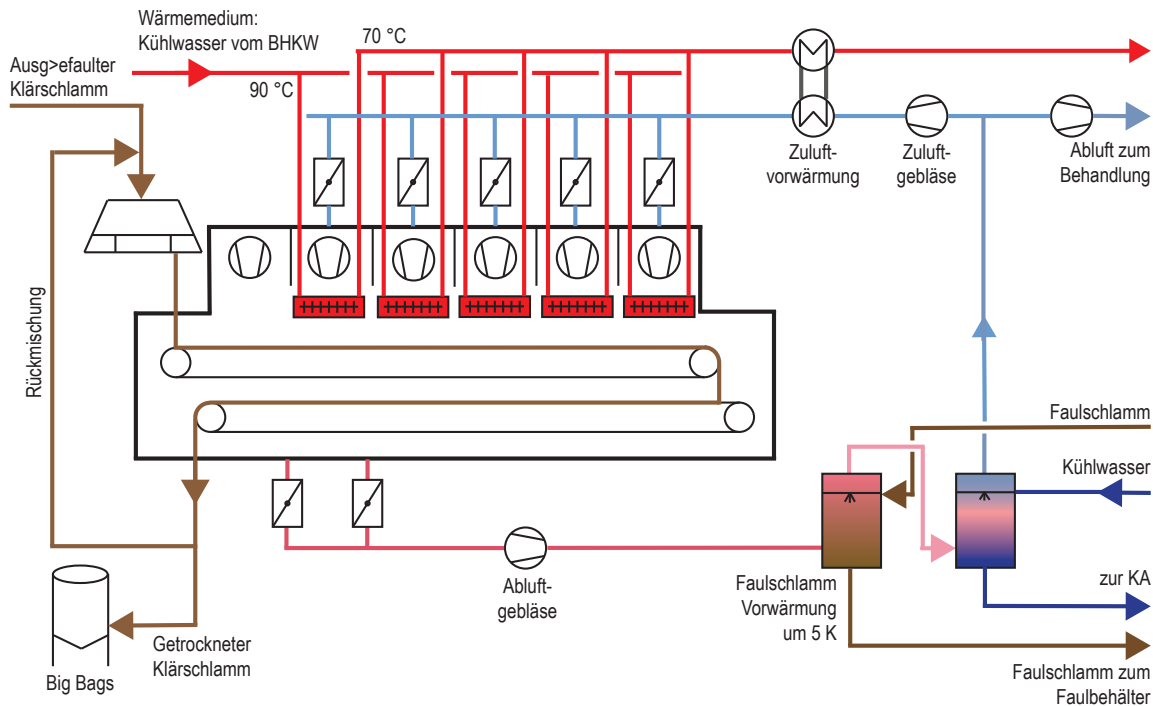 Wärmemedium:
Kühlwasser vom BHKW
70 °C
Ausg>efaulter
Klärschlamm
90 °C
Zuluft-
vorwärmung
Zuluft-
gebläse
Abluft zum
Behandlung
Rückmischung
Faulschlamm
Kühlwasser
Abluft-
gebläse
Faulschlamm
Vorwärmung
um 5 K
zur KA
Getrockneter
Klärschlamm
Big Bags
Faulschlamm zum
Faulbehälter